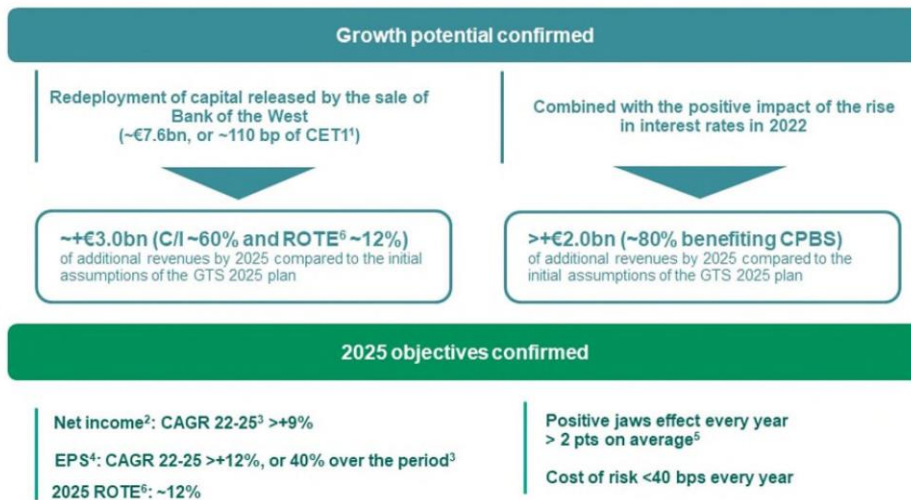 Growth potential confirmed
Redeployment of capital released by the sale of
Bank of the West
(~€7.6bn, or ~110 bp of CET1¹)
Combined with the positive impact of the rise
in interest rates in 2022
~+€3.0bn (C/I ~60% and ROTE⁶ ~12%)
of additional revenues by 2025 compared to the initial
assumptions of the GTS 2025 plan
>+€2.0bn (~80% benefiting CPBS)
of additional revenues by 2025 compared to the
initial assumptions of the GTS 2025 plan
2025 objectives confirmed
Net income²: CAGR 22-25³ >+9%
EPS⁴: CAGR 22-25 >+12%, or 40% over the period³
2025 ROTE⁶: ~12%
Positive jaws effect every year
> 2 pts on average⁵
Cost of risk <40 bps every year